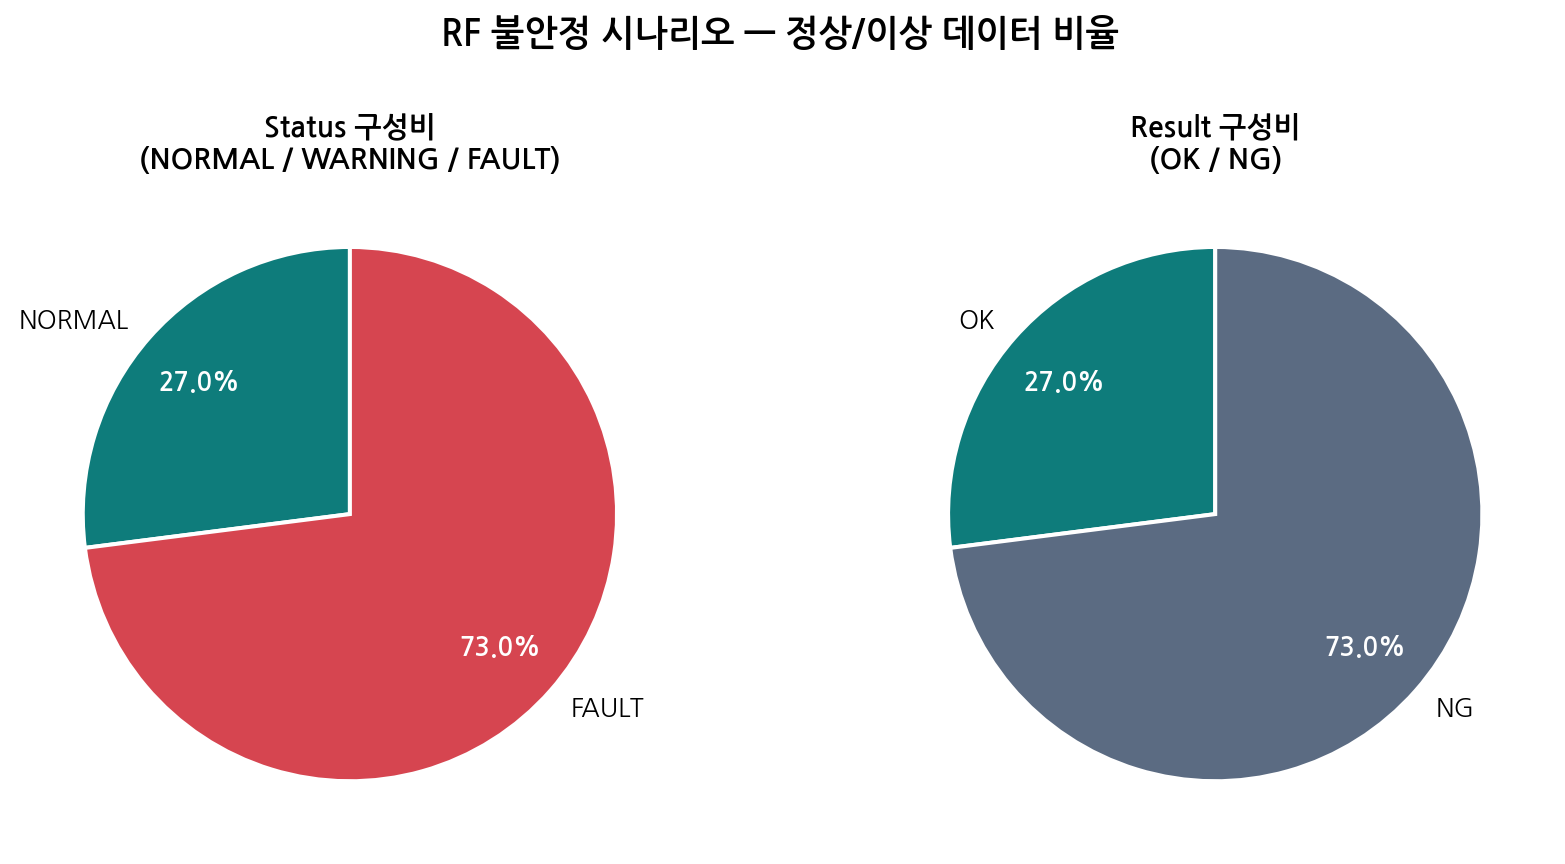 RF 불안정 시나리오 — 정상/이상 데이터 비율
Status 구성비
(NORMAL / WARNING / FAULT)
NORMAL
27.0%
73.0%
FAULT
Result 구성비
(OK / NG)
OK
27.0%
73.0%
NG